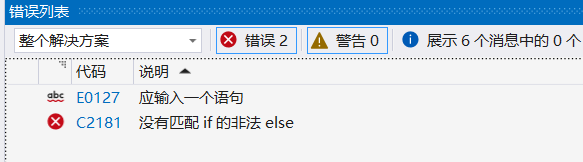 错误列表
整个解决方案 错误 2 警告 0 展示 6 个消息中的 0 个
代码 说明
abc E0127 应输入一个语句
C2181 没有匹配 if 的非法 else